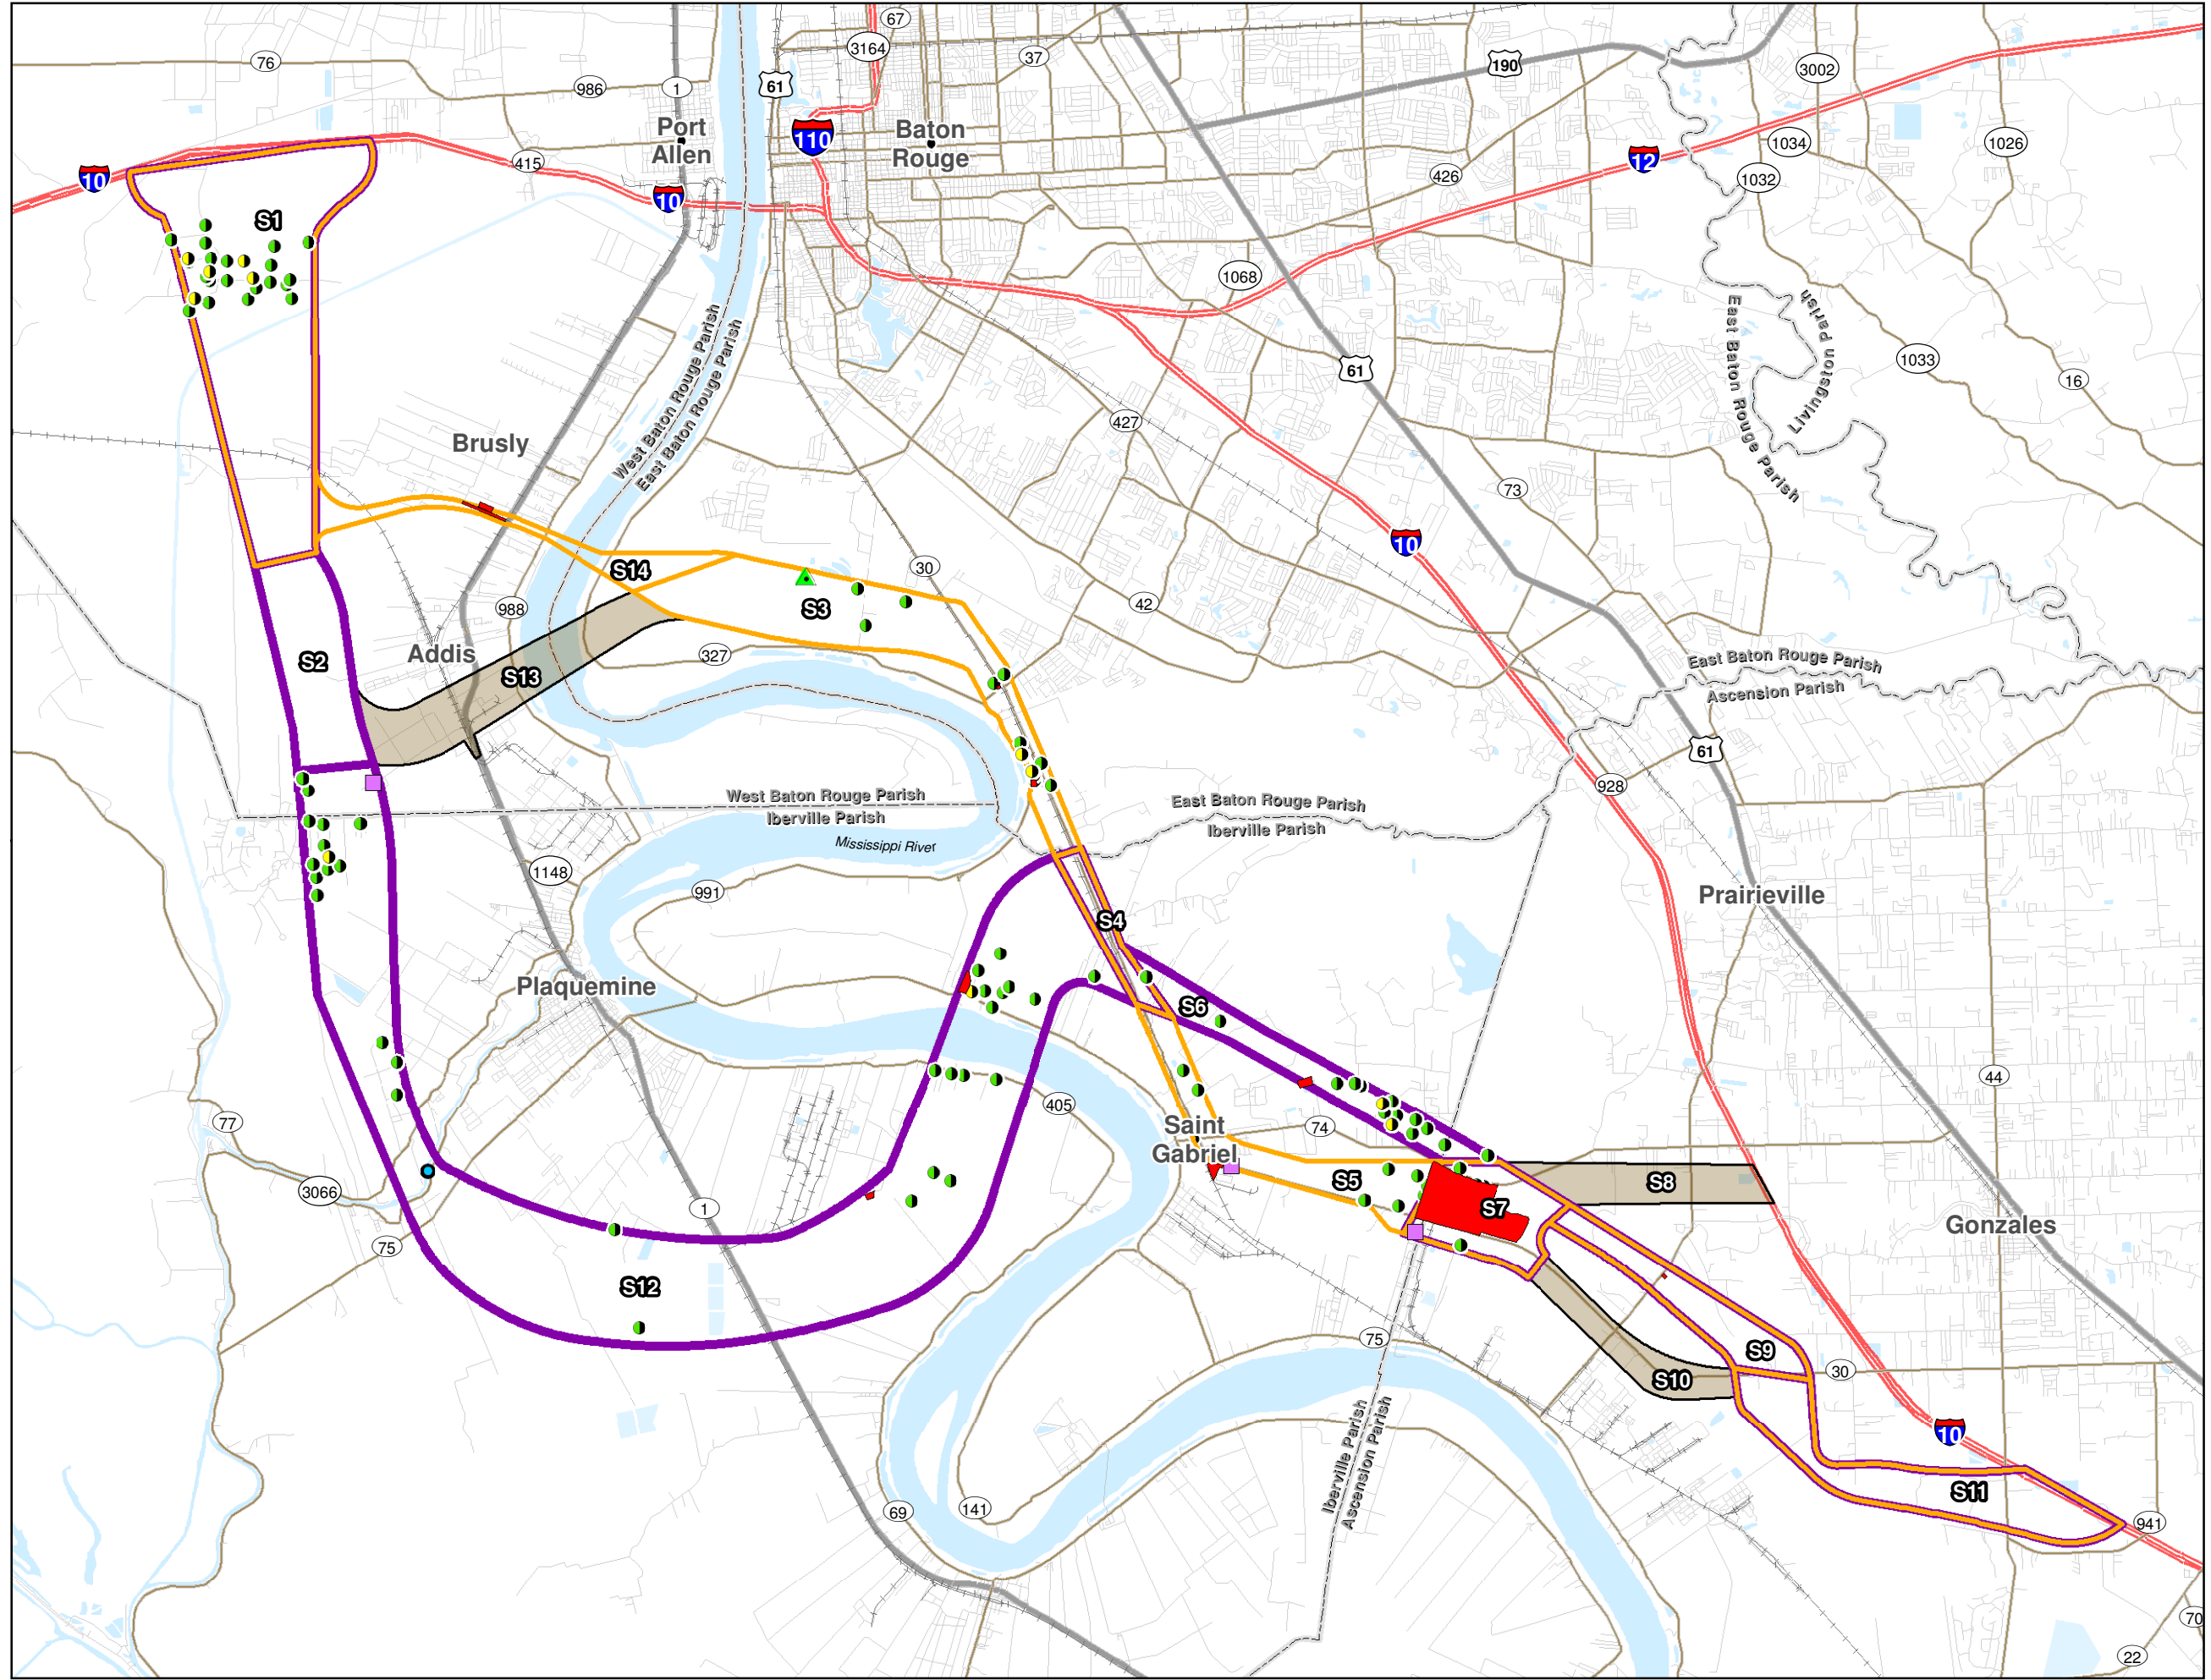 67
3164
76
37
61
190
3002
986
1
110
Baton
Rouge
Port
Allen
415
12
1034
1026
10
426
1032
10
S1
1068
East Baton Rouge Parish
Livingston Parish
West Baton Rouge Parish
East Baton Rouge Parish
61
1033
16
427
Brusly
73
10
30
S14
S3
42
988
327
Addis
S2
S13
East Baton Rouge Parish
Ascension Parish
61
928
West Baton Rouge Parish
Iberville Parish
East Baton Rouge Parish
Iberville Parish
Mississippi River
1148
991
Prairieville
S4
Plaquemine
S6
44
405
77
Saint
Gabriel
74
3066
S5
S8
1
S7
Gonzales
75
S12
75
S9
30
S10
Iberville Parish
Ascension Parish
10
S11
69
141
941
70
22